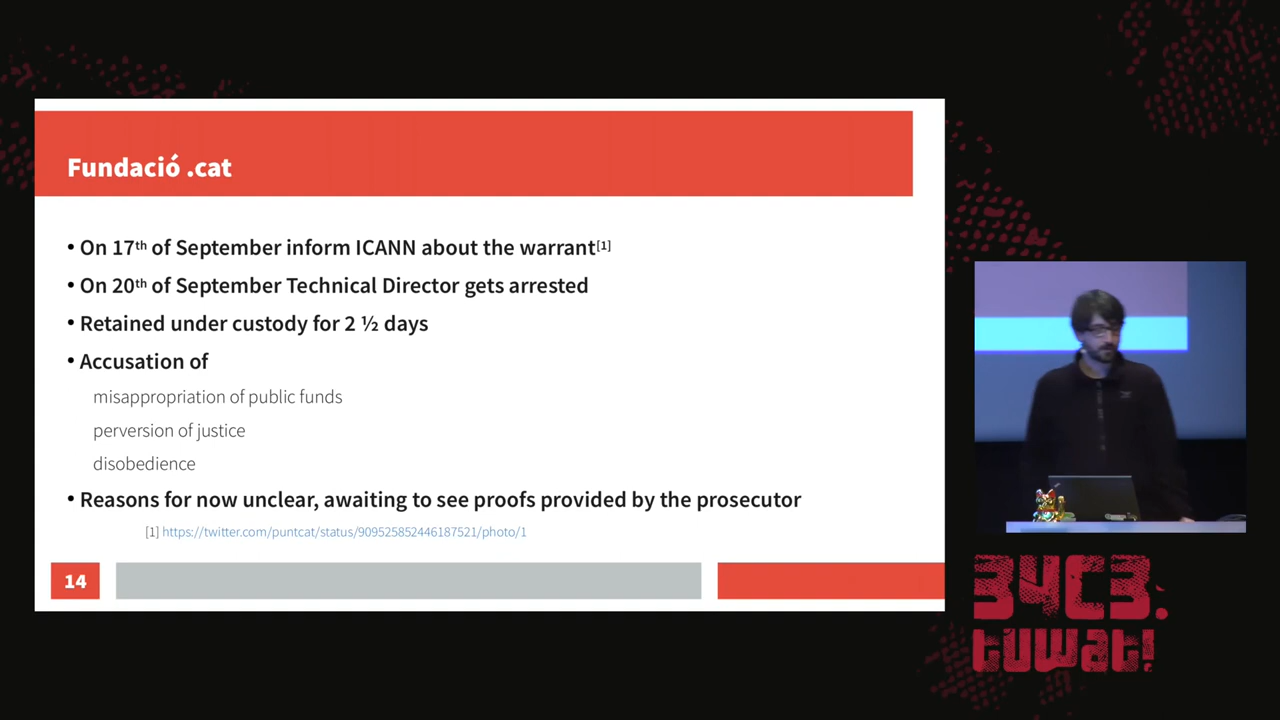 Fundació .cat
• On 17th of September inform ICANN about the warrant[1]
• On 20th of September Technical Director gets arrested
• Retained under custody for 2 ½ days
• Accusation of
misappropriation of public funds
perversion of justice
disobedience
• Reasons for now unclear, awaiting to see proofs provided by the prosecutor
[1] https://twitter.com/puntcat/status/909525852446187521/photo/1
14
34C3.
tuwat!